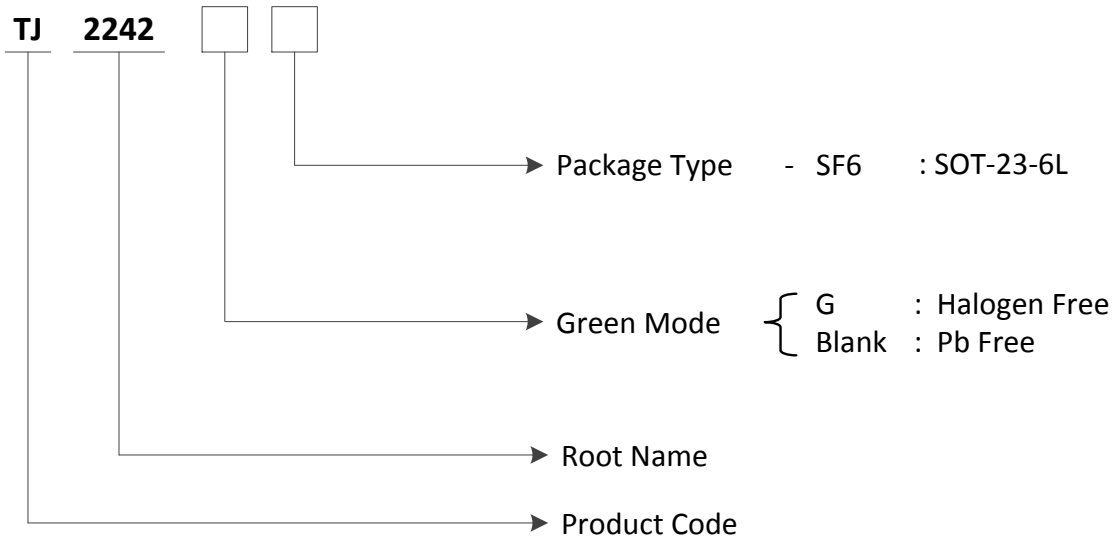 TJ 2242
Package Type - SF6 : SOT-23-6L
Green Mode { G : Halogen Free
Blank : Pb Free
Root Name
Product Code